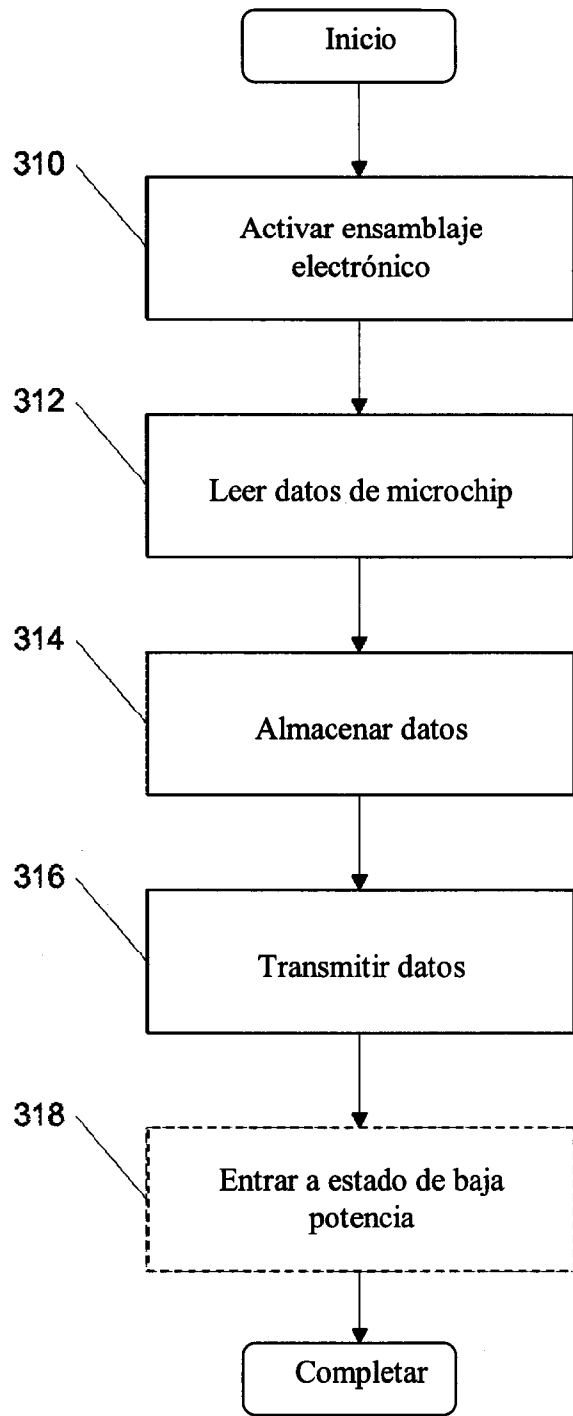 Inicio
310
Activar ensamblaje
electrónico
312
Leer datos de microchip
314
Almacenar datos
316
Transmitir datos
318
Entrar a estado de baja
potencia
Completar